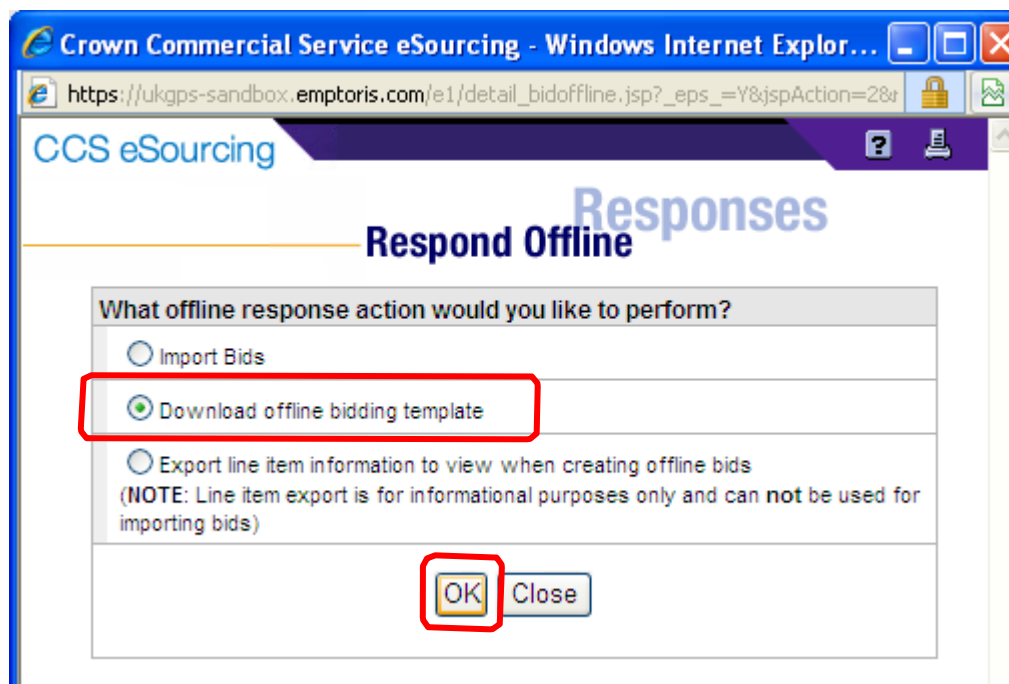 Crown Commercial Service eSourcing - Windows Internet Explor...
https://ukgps-sandbox.emptoris.com/e1/detail_bidoffline.jsp?_eps_=Y&jspAction=2&r
CCS eSourcing
?
Responses
Respond Offline
What offline response action would you like to perform?
Import Bids
Download offline bidding template
Export line item information to view when creating offline bids
(NOTE: Line item export is for informational purposes only and can not be used for
importing bids)
OK Close